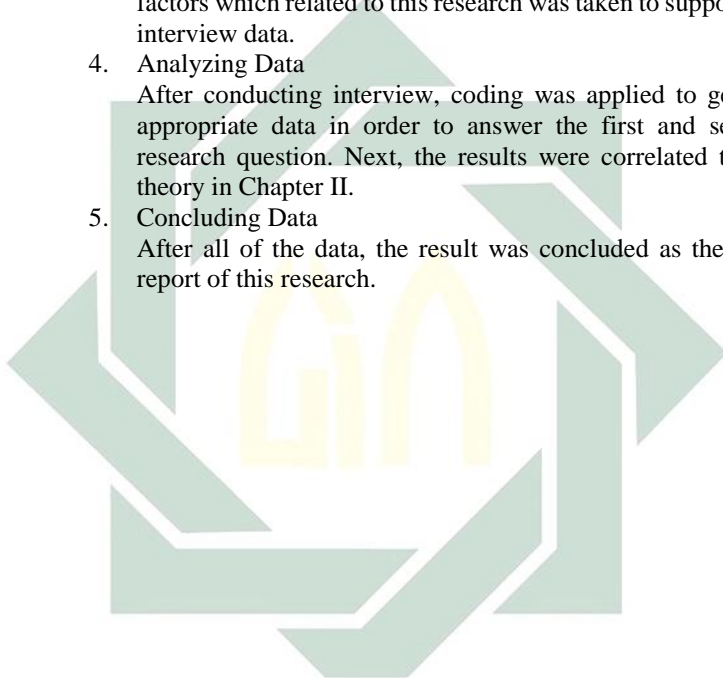 factors which related to this research was taken to suppo
interview data.
4. Analyzing Data
After conducting interview, coding was applied to g
appropriate data in order to answer the first and se
research question. Next, the results were correlated t
theory in Chapter II.
5. Concluding Data
After all of the data, the result was concluded as the
report of this research.